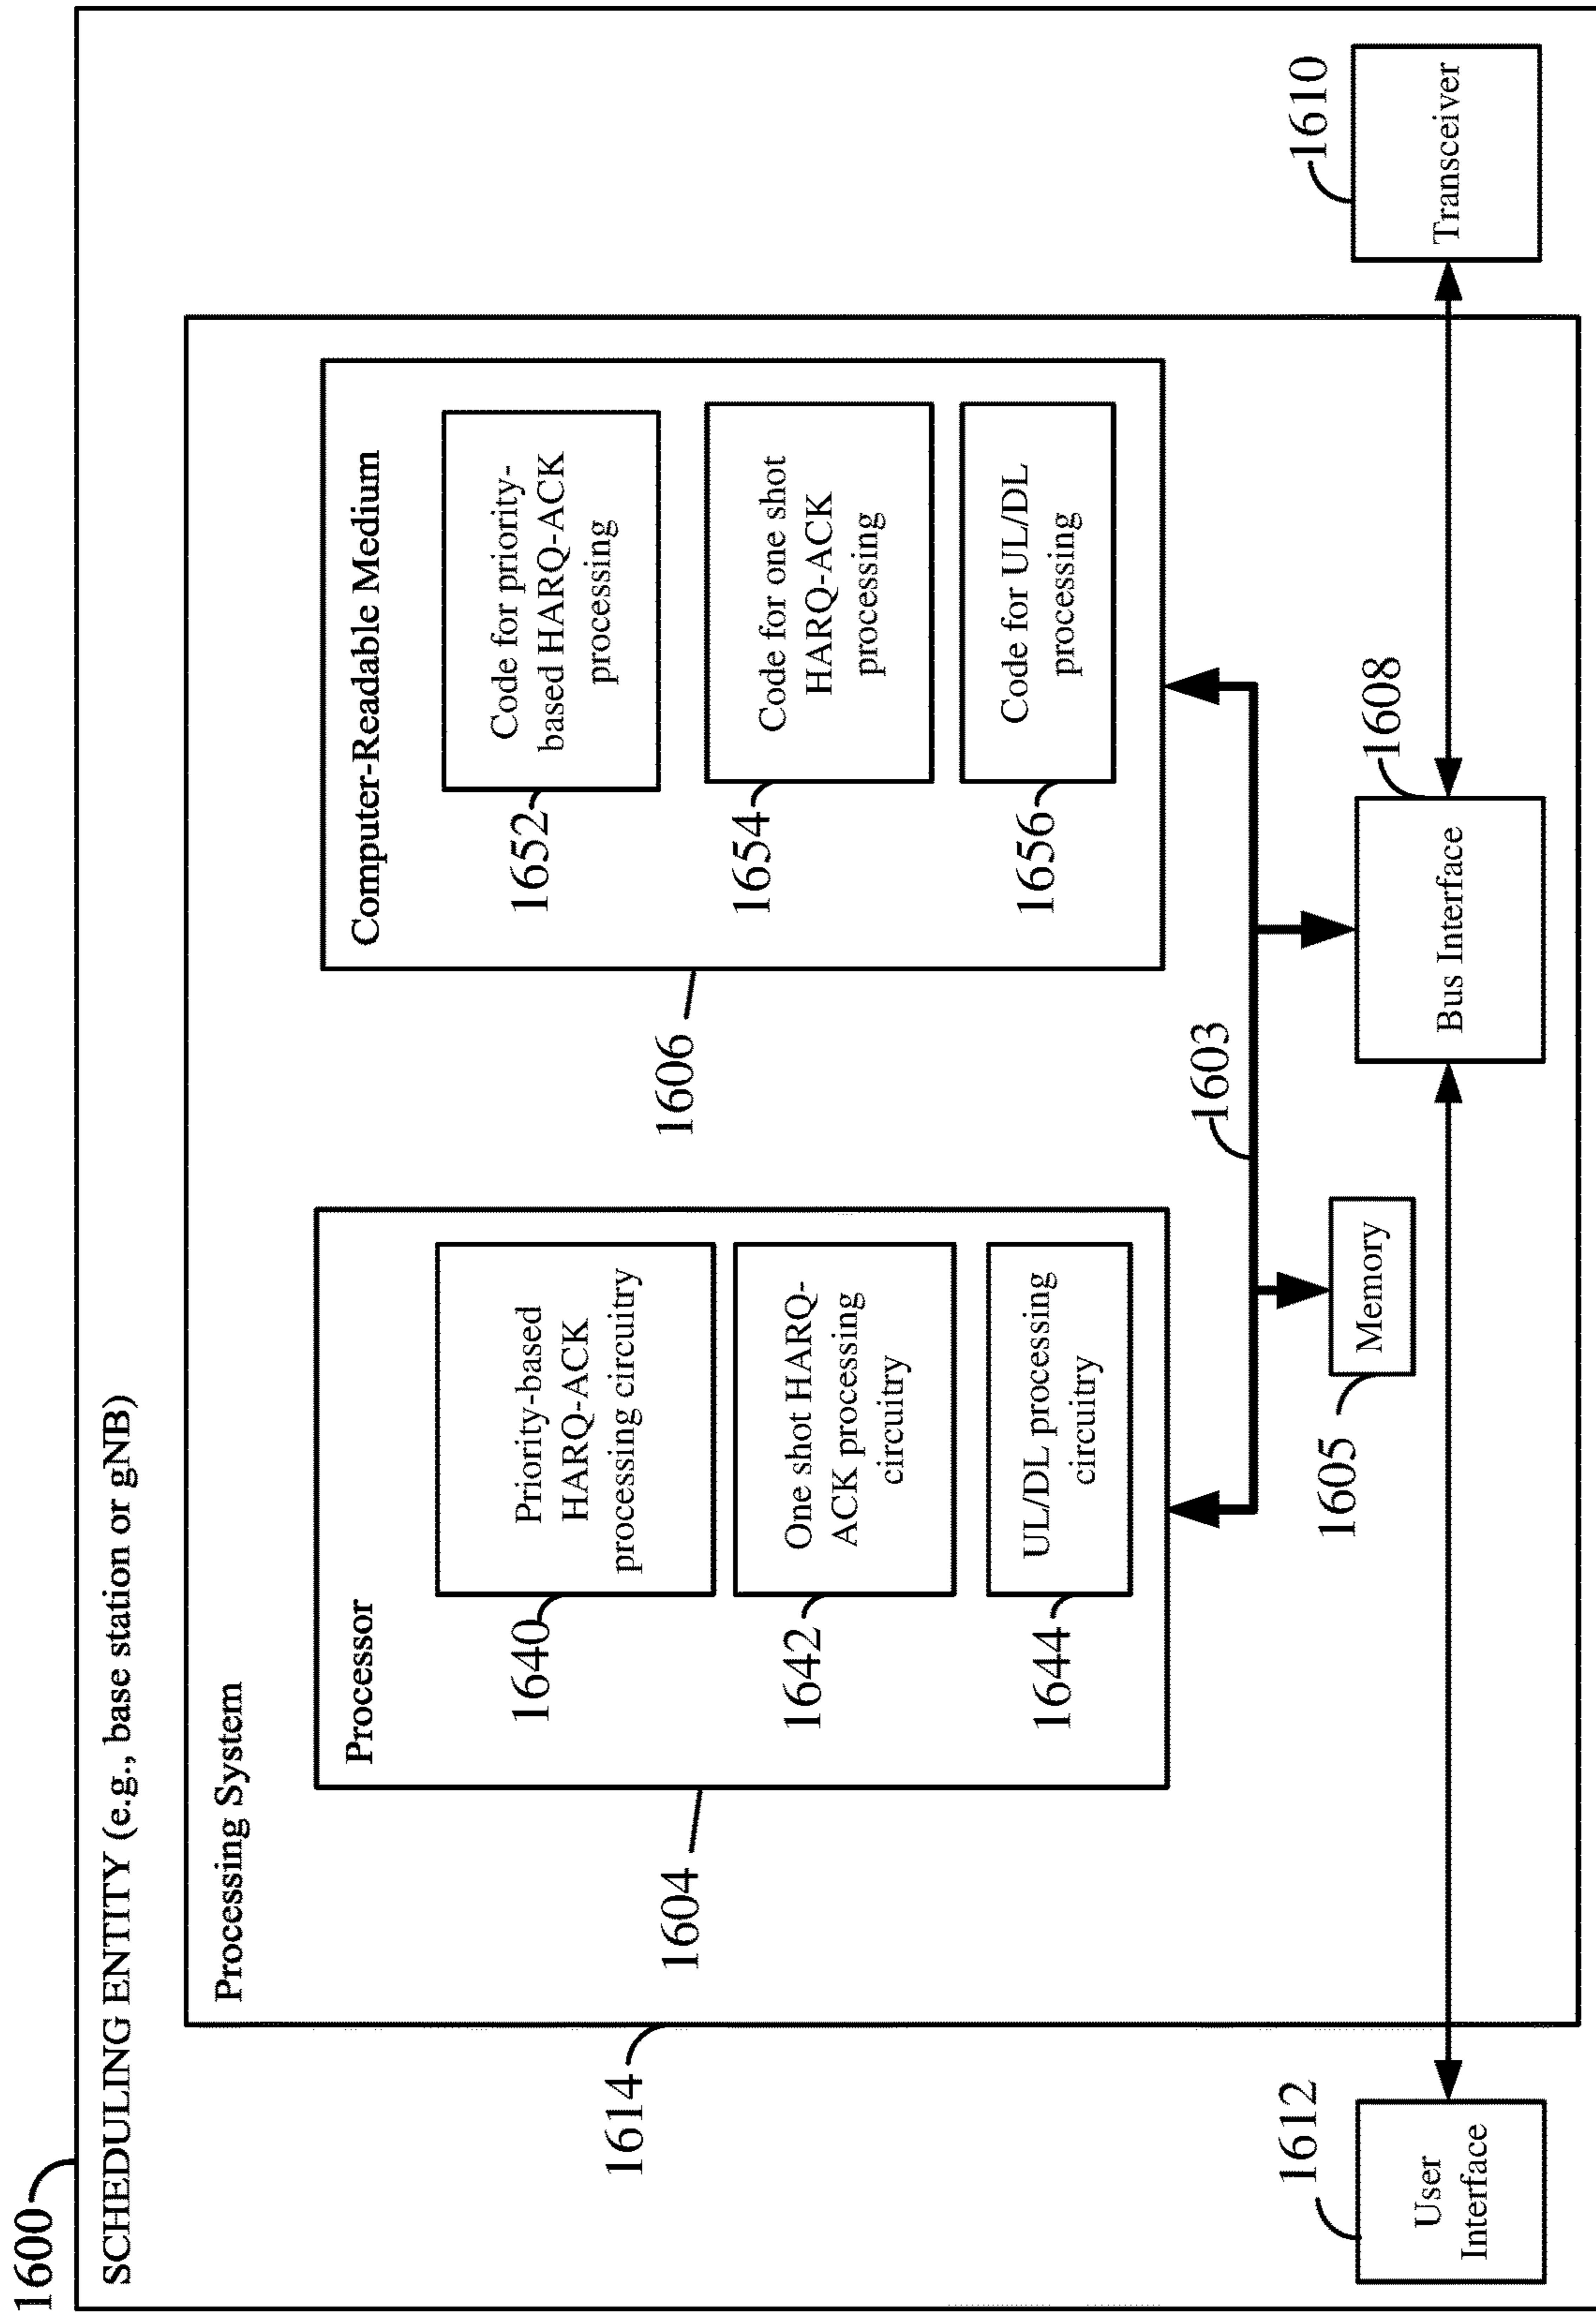 1600
SCHEDULING ENTITY (e.g., base station or gNB)
1614
Processing System
1604
Processor
1640
Priority-based
HARQ-ACK
processing circuitry
1642
One shot HARQ-
ACK processing
circuitry
1644
UL/DL processing
circuitry
1606
Computer-Readable Medium
1652
Code for priority-
based HARQ-ACK
processing
1654
Code for one shot
HARQ-ACK
processing
1656
Code for UL/DL
processing
1603
1605
Memory
1612
User
Interface
1608
Bus Interface
1610
Transceiver